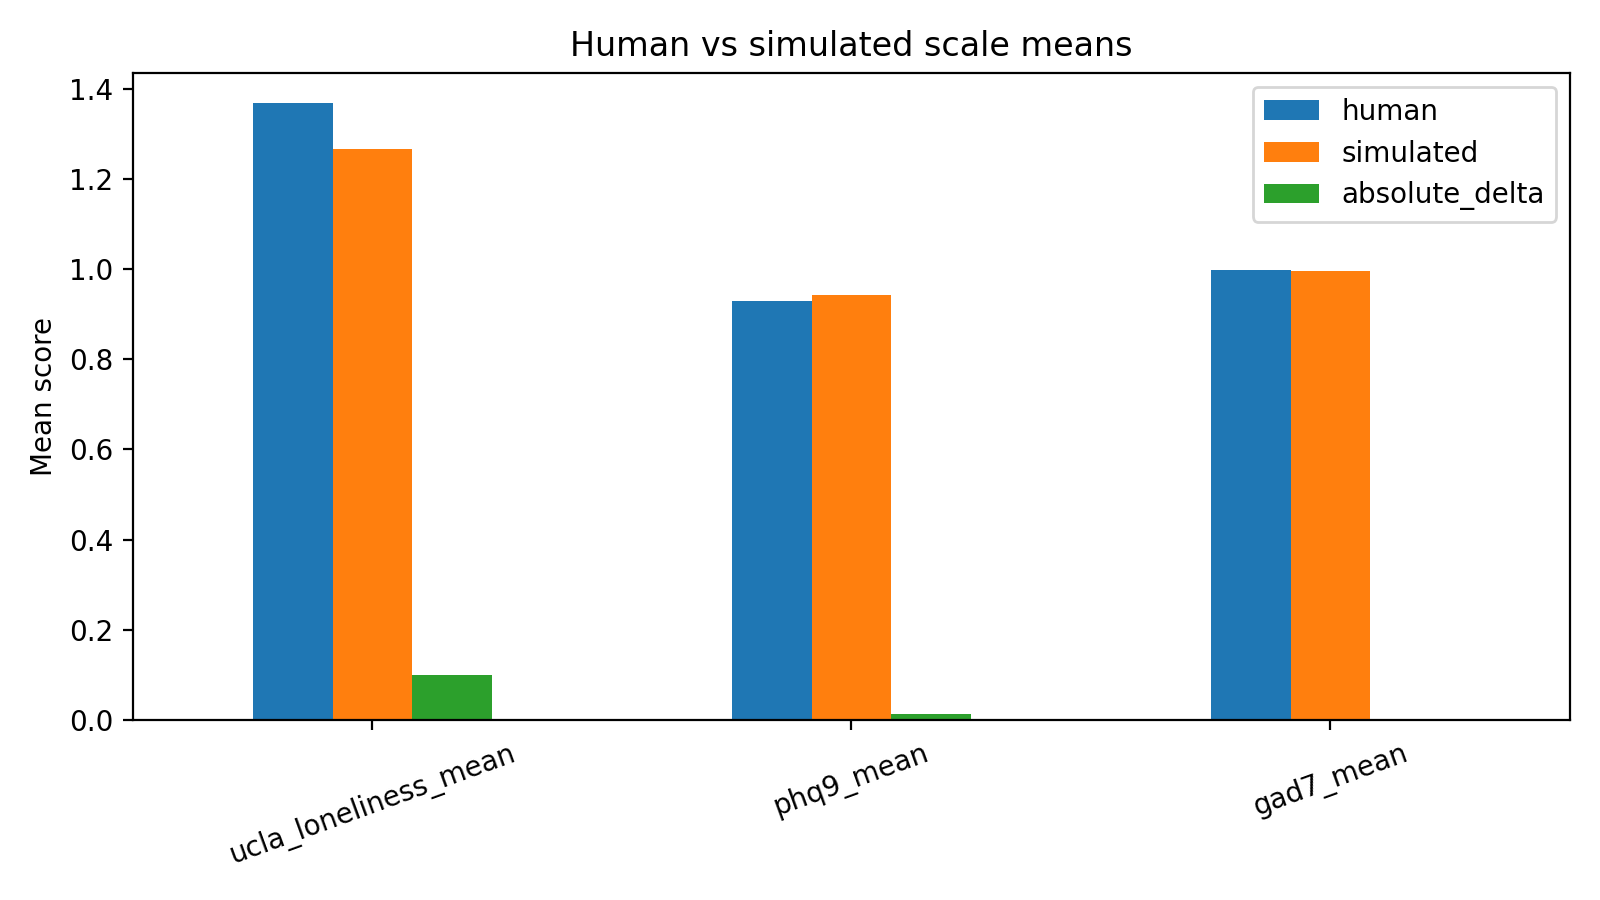 Human vs simulated scale means
human
simulated
absolute_delta
Mean score
1.4
1.2
1.0
0.8
0.6
0.4
0.2
0.0
ucla_loneliness_mean
phq9_mean
gad7_mean